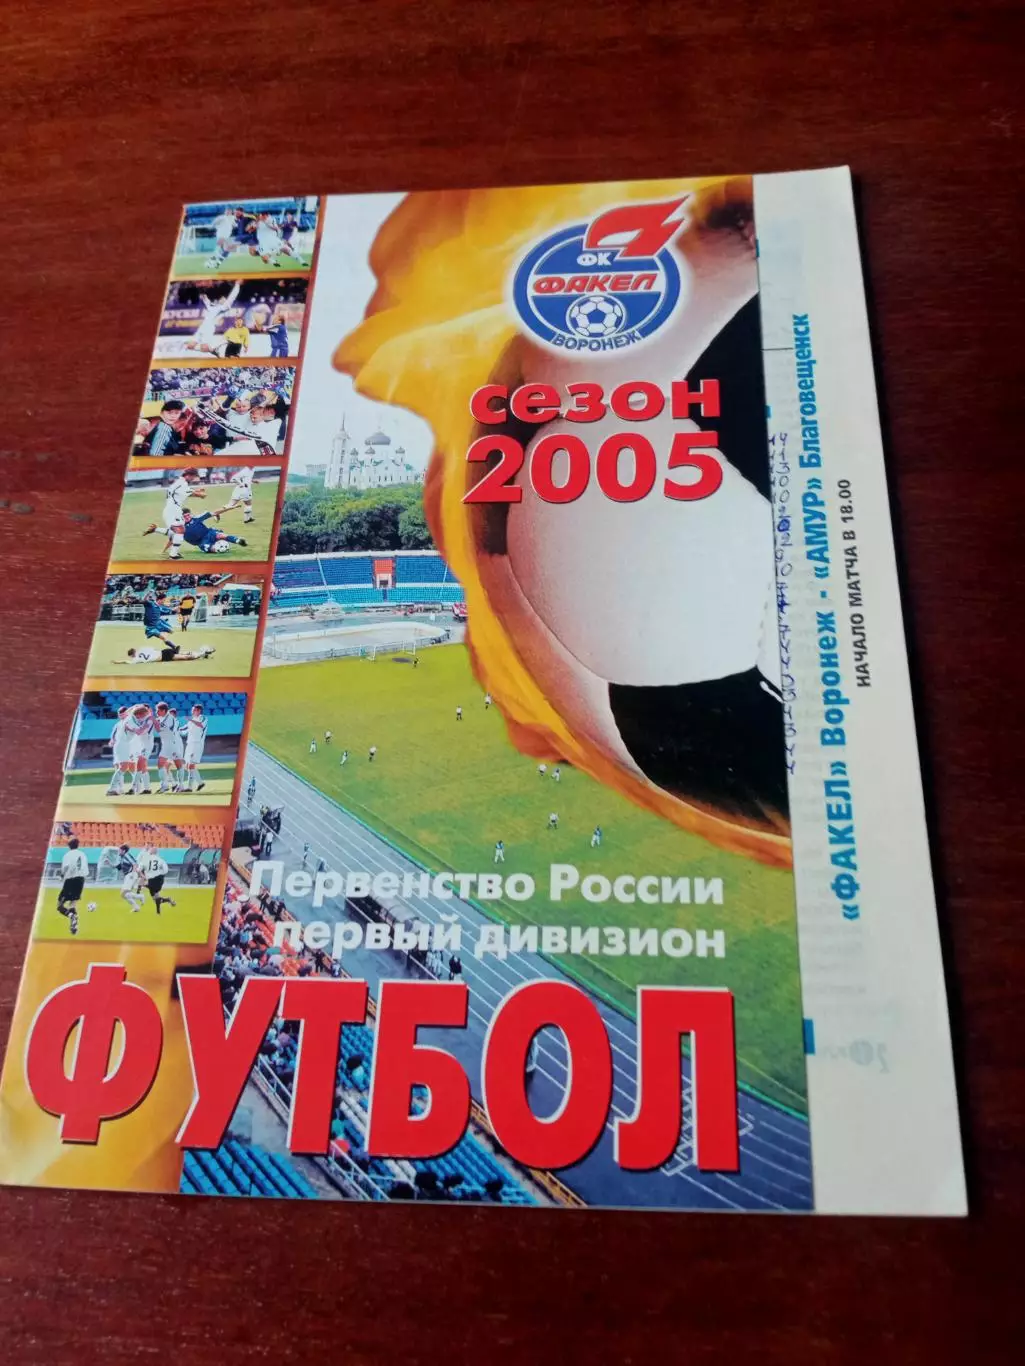 ФК
ФАКЕЛ
ВОРОНЕЖ
сезон
2005
Первенство России
первый дивизион
ФУТБОЛ
«ФАКЕЛ» Воронеж - «АМУР» Благовещенск
НАЧАЛО МАТЧА В 18.00